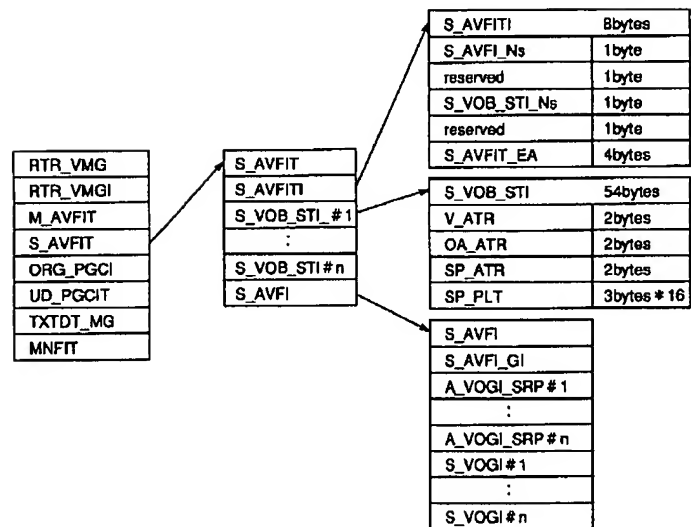 RTR_VMG
RTR_VMGI
M_AVFIT
S_AVFIT
ORG_PGCI
UD_PGCIT
TXTDT_MG
MNFIT
S_AVFIT
S_AVFITI
S_VOB_STI_#1
:
S_VOB_STI#n
S_AVFI
S_AVFITI 8bytes
S_AVFI_Ns 1byte
reserved 1byte
S_VOB_STI_Ns 1byte
reserved 1byte
S_AVFIT_EA 4bytes
S_VOB_STI 54bytes
V_ATR 2bytes
OA_ATR 2bytes
SP_ATR 2bytes
SP_PLT 3bytes*16
S_AVFI
S_AVFI_GI
A_VOGI_SRP#1
:
A_VOGI_SRP#n
S_VOGI#1
:
S_VOGI#n